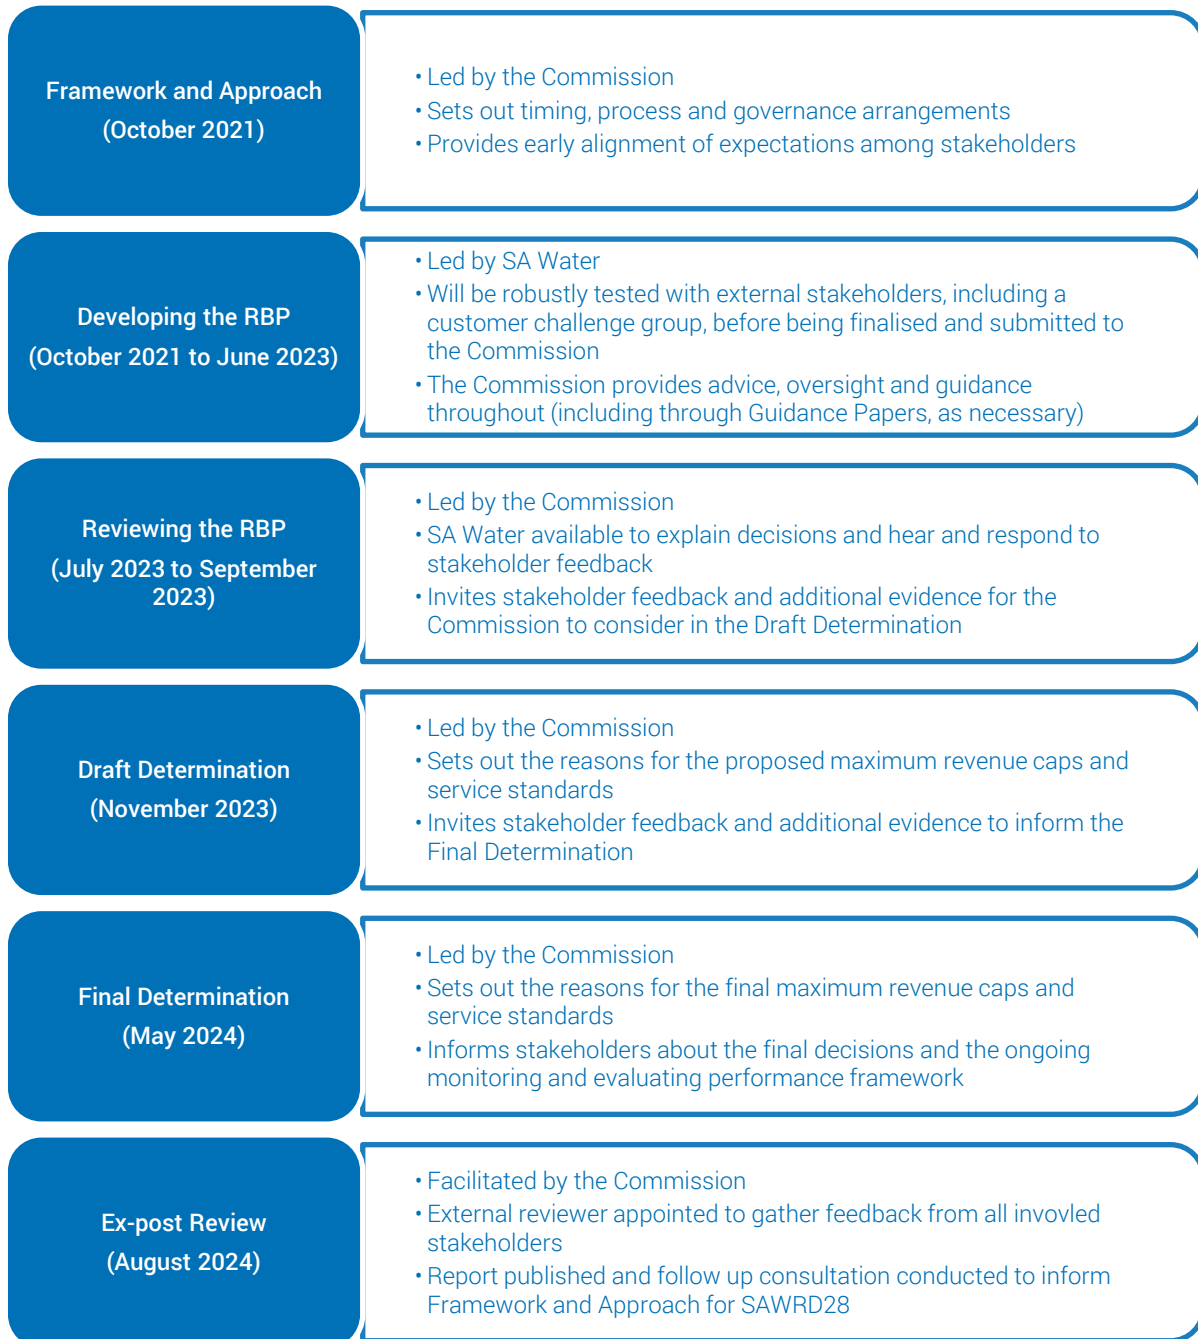 Framework and Approach
(October 2021)
• Led by the Commission
• Sets out timing, process and governance arrangements
• Provides early alignment of expectations among stakeholders
Developing the RBP
(October 2021 to June 2023)
• Led by SA Water
• Will be robustly tested with external stakeholders, including a
customer challenge group, before being finalised and submitted to
the Commission
• The Commission provides advice, oversight and guidance
throughout (including through Guidance Papers, as necessary)
Reviewing the RBP
(July 2023 to September
2023)
• Led by the Commission
• SA Water available to explain decisions and hear and respond to
stakeholder feedback
• Invites stakeholder feedback and additional evidence for the
Commission to consider in the Draft Determination
Draft Determination
(November 2023)
• Led by the Commission
• Sets out the reasons for the proposed maximum revenue caps and
service standards
• Invites stakeholder feedback and additional evidence to inform the
Final Determination
Final Determination
(May 2024)
• Led by the Commission
• Sets out the reasons for the final maximum revenue caps and
service standards
• Informs stakeholders about the final decisions and the ongoing
monitoring and evaluating performance framework
Ex-post Review
(August 2024)
• Facilitated by the Commission
• External reviewer appointed to gather feedback from all invovled
stakeholders
• Report published and follow up consultation conducted to inform
Framework and Approach for SAWRD28